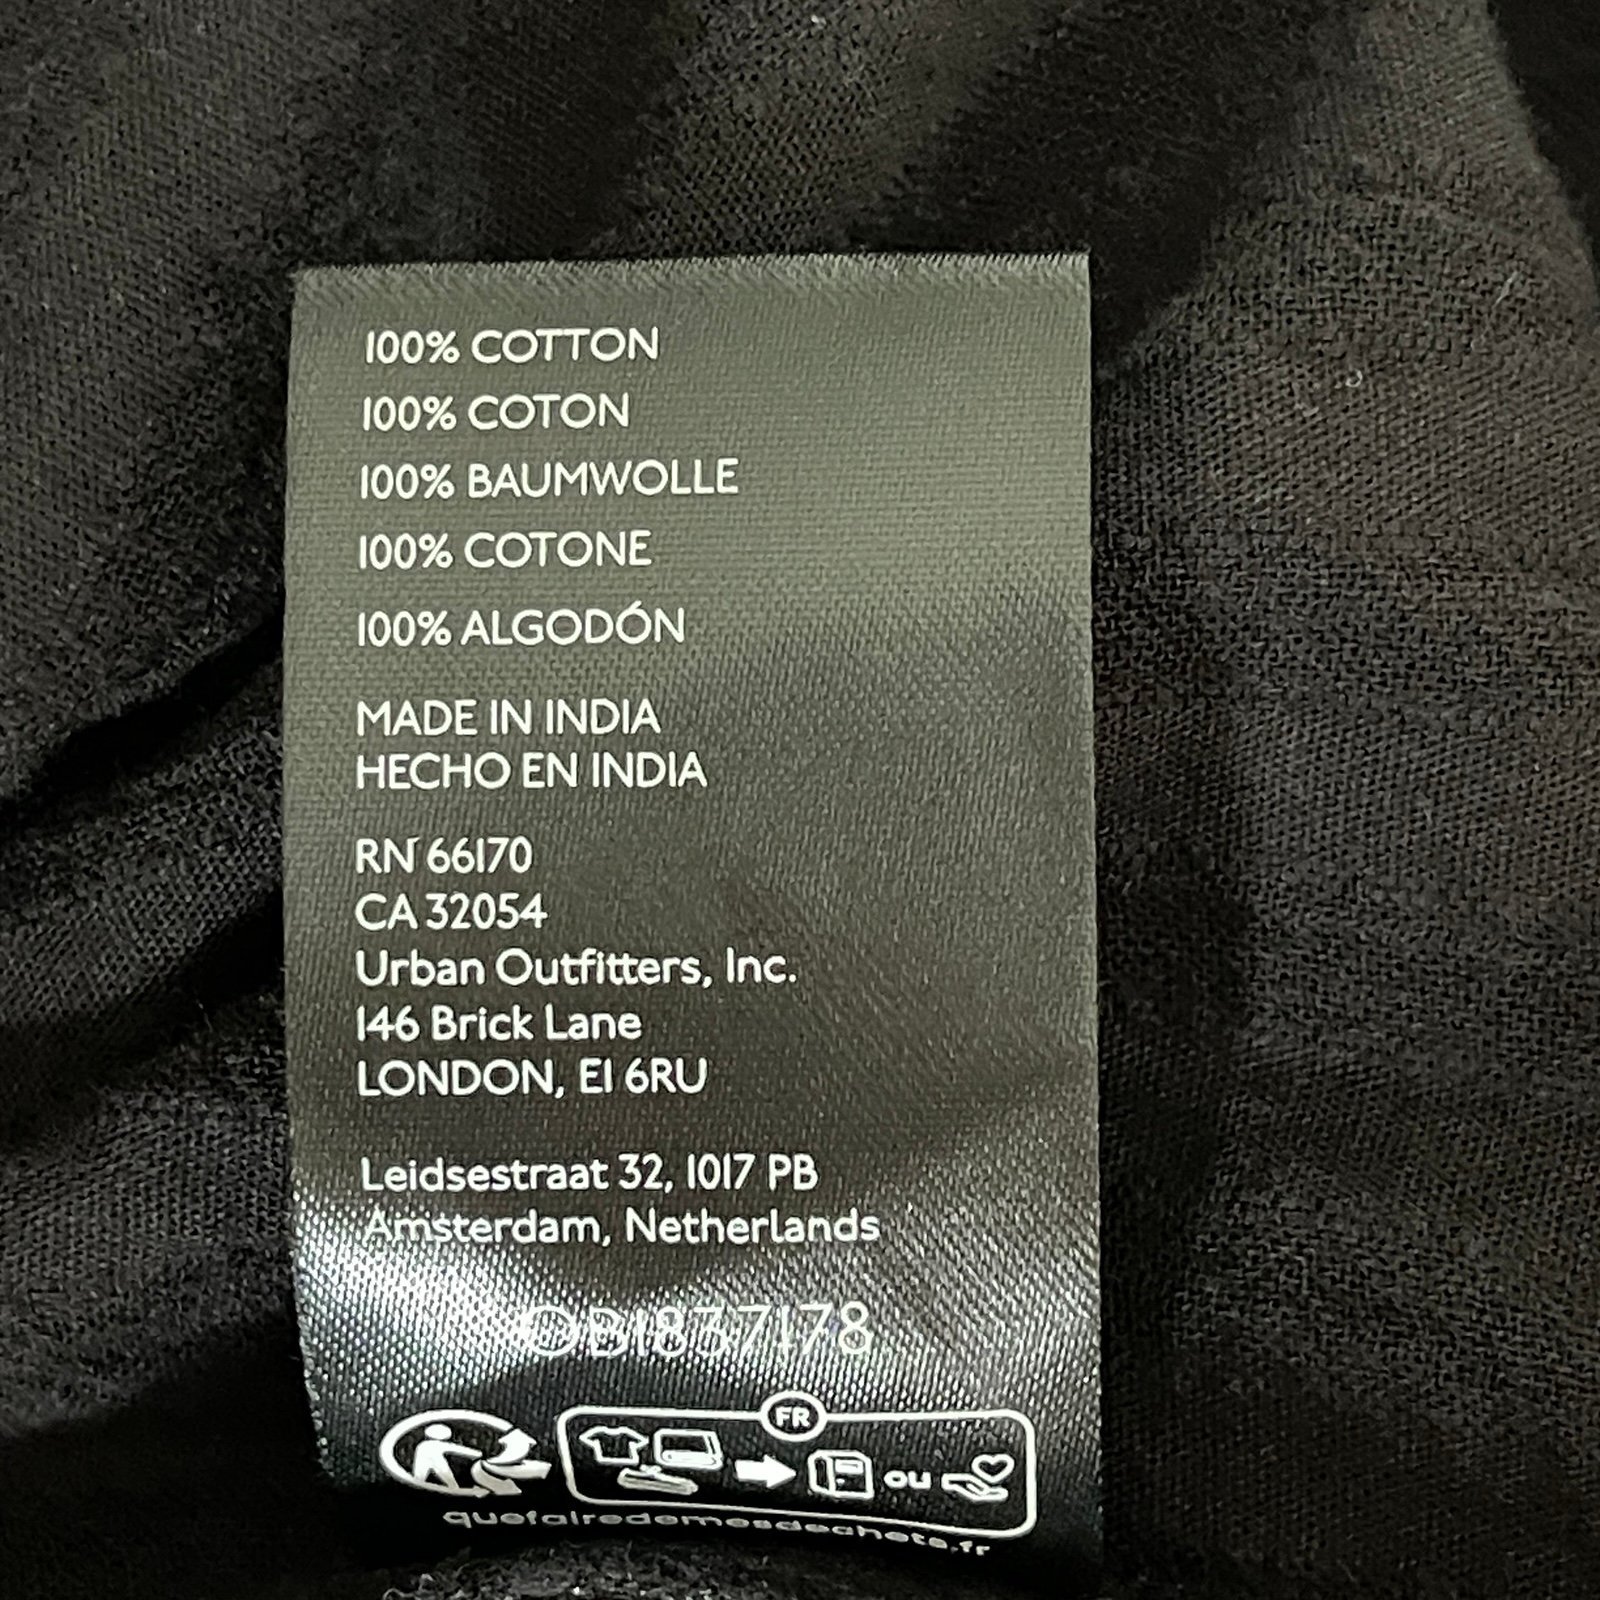 100% COTTON
100% COTON
100% BAUMWOLLE
100% COTONE
100% ALGODÓN
MADE IN INDIA
HECHO EN INDIA
RN 66170
CA 32054
Urban Outfitters, Inc.
146 Brick Lane
LONDON, E1 6RU
Leidsestraat 32, 1017 PB
Amsterdam, Netherlands
OB1837178
FR
ou
quefairedemesdechets.fr